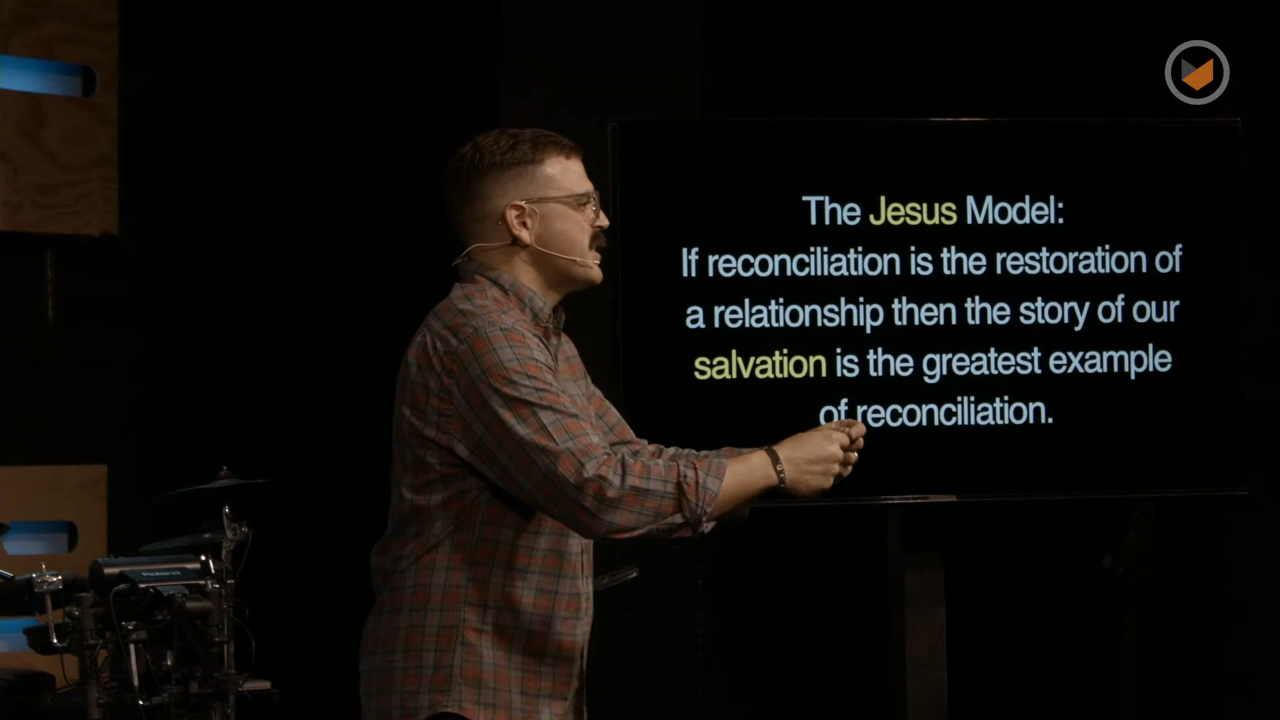 The Jesus Model:
If reconciliation is the restoration of
a relationship then the story of our
salvation is the greatest example
of reconciliation.
Roland